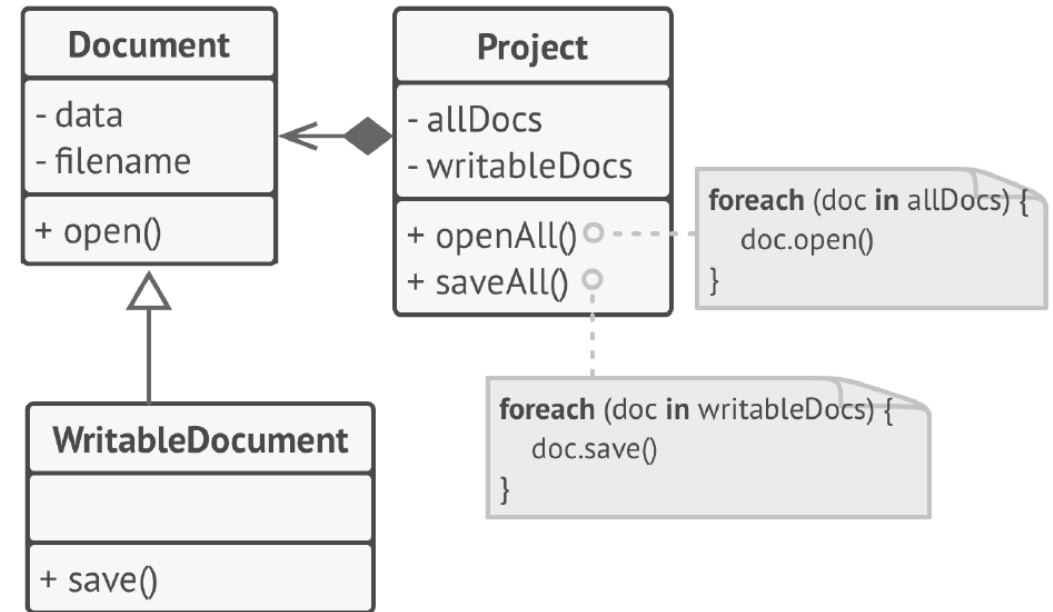 Document
- data
- filename
+ open()
Project
- allDocs
- writableDocs
+ openAll()
+ saveAll()
foreach (doc in allDocs) {
doc.open()
}
foreach (doc in writableDocs) {
doc.save()
}
WritableDocument
+ save()